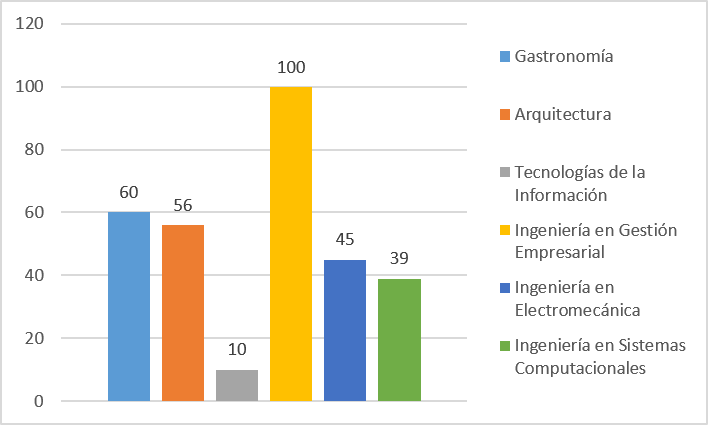 120
100
80
60
40
20
0
60
56
10
100
45
39
Gastronomía
Arquitectura
Tecnologías de la
Información
Ingeniería en Gestión
Empresarial
Ingeniería en
Electromecánica
Ingeniería en Sistemas
Computacionales